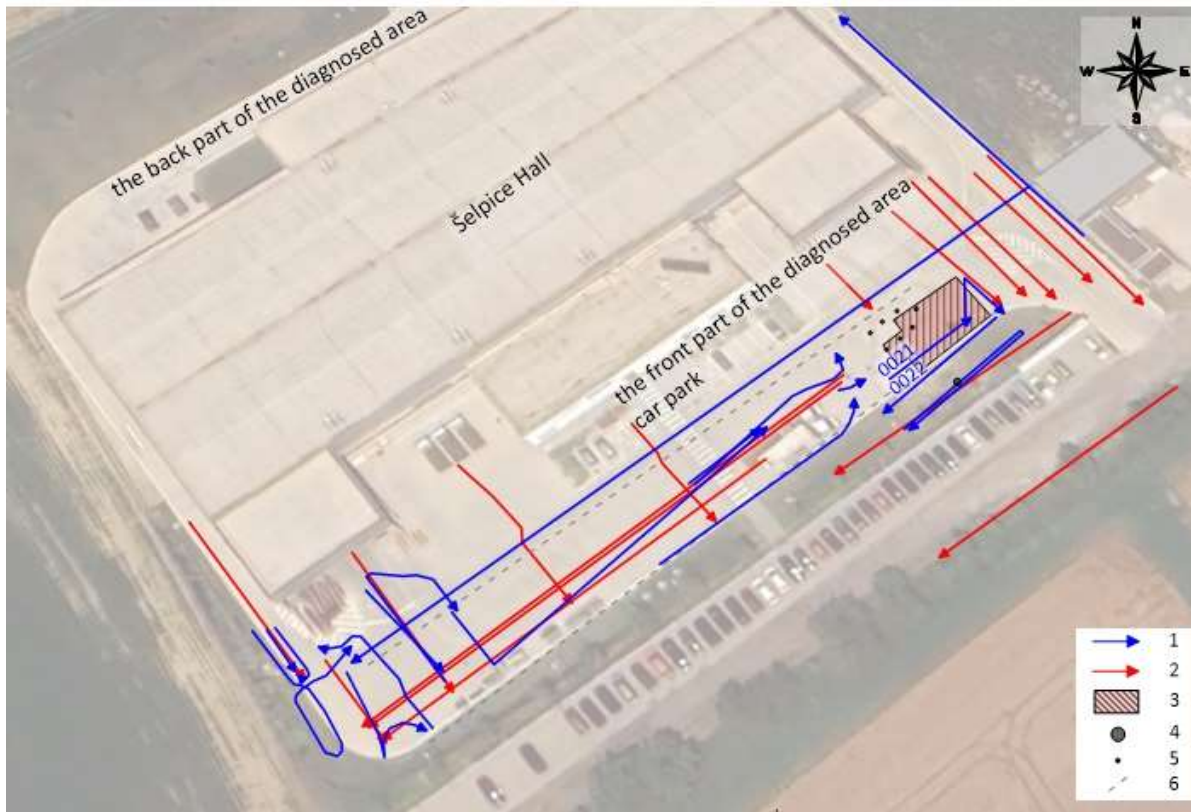 the back part of the diagnosed area
N
W E
S
Šelpice Hall
the front part of the diagnosed area
car park
0021
0022
1
2
3
4
5
6